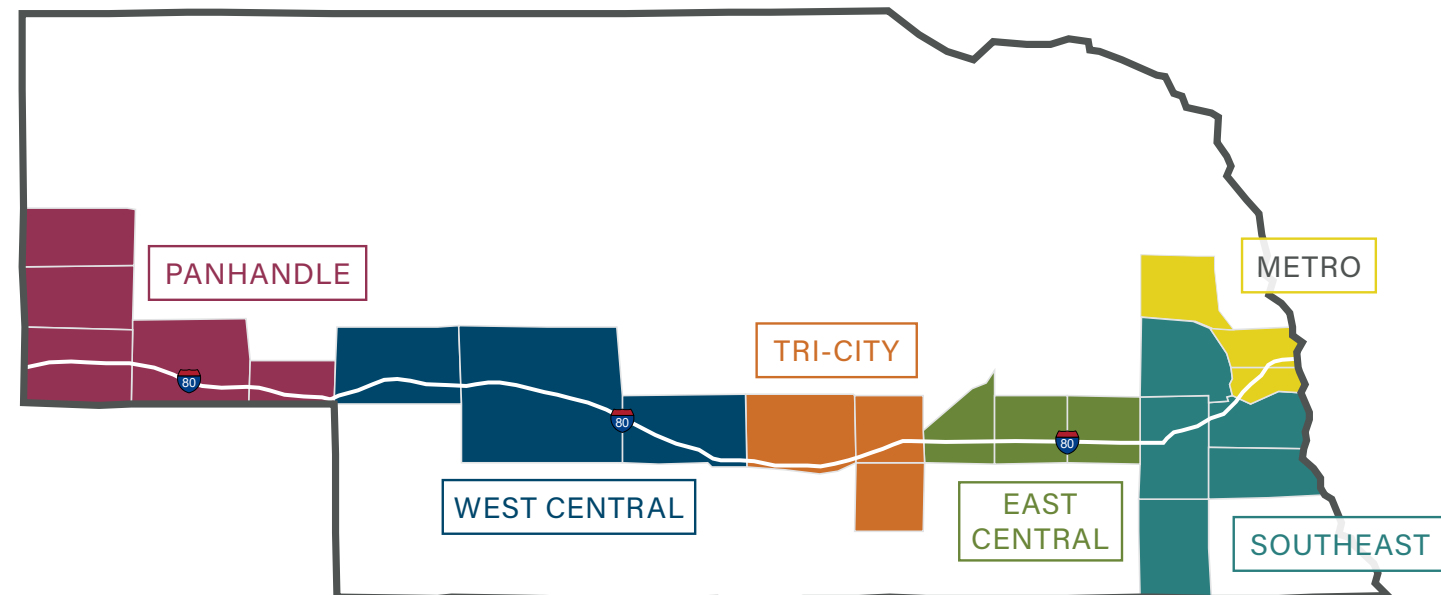 METRO
PANHANDLE
TRI-CITY
80
80
80
WEST CENTRAL
EAST
CENTRAL
SOUTHEAST